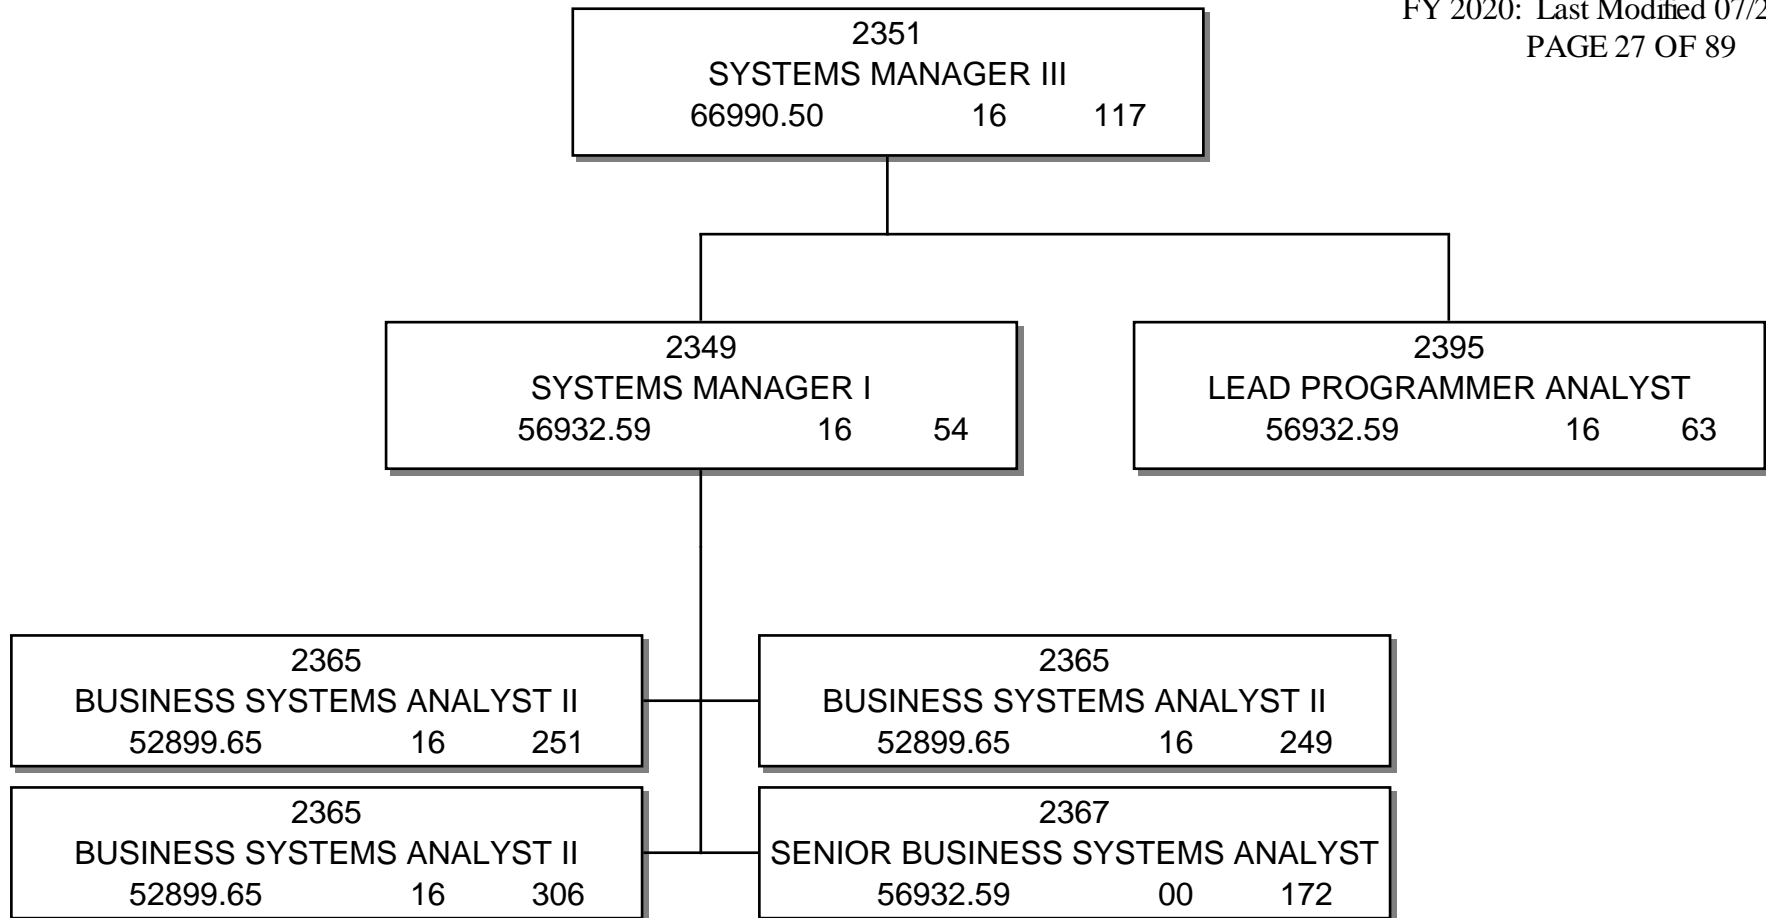 FY 2020: Last Modified 07/2
PAGE 27 OF 89
2351
SYSTEMS MANAGER III
66990.50 16 117
2349
SYSTEMS MANAGER I
56932.59 16 54
2395
LEAD PROGRAMMER ANALYST
56932.59 16 63
2365
BUSINESS SYSTEMS ANALYST II
52899.65 16 251
2365
BUSINESS SYSTEMS ANALYST II
52899.65 16 249
2365
BUSINESS SYSTEMS ANALYST II
52899.65 16 306
2367
SENIOR BUSINESS SYSTEMS ANALYST
56932.59 00 172